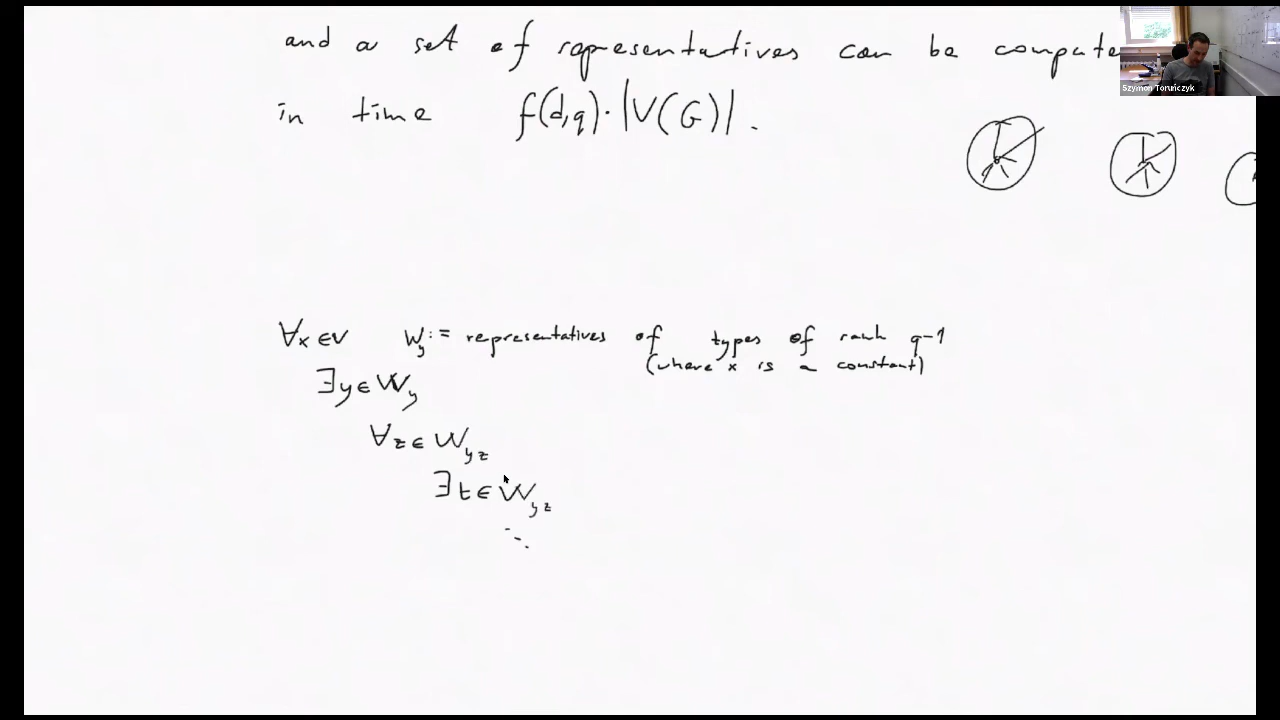 and a set of representatives can be compute
Szymon Toruńczyk
in time f(d,q)·|V(G)|.
∀x∈V W_y := representatives of types of rank q-1
(where x is a constant)
∃y∈W_y
∀z∈W_yz
∃t∈W_yz
⋱